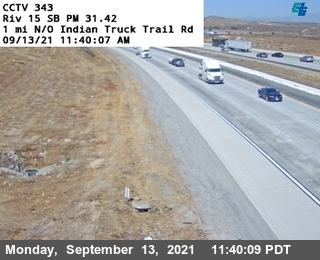 CCTV 343
Riv 15 SB PM 31.42
1 mi N/O Indian Truck Trail Rd
09/13/21 11:40:07 AM
Monday, September 13, 2021 11:40:09 PDT